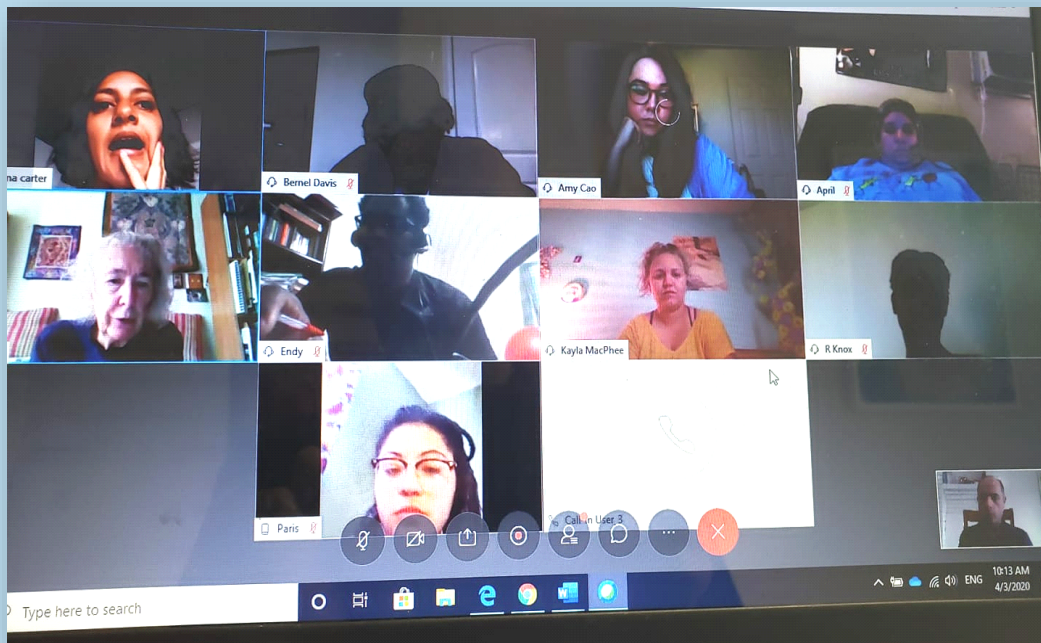 na carter
Bernel Davis
Amy Cao
April
Endy
Kayla MacPhee
R Knox
Paris
Call in User 3
Type here to search
ENG
10:13 AM
4/3/2020